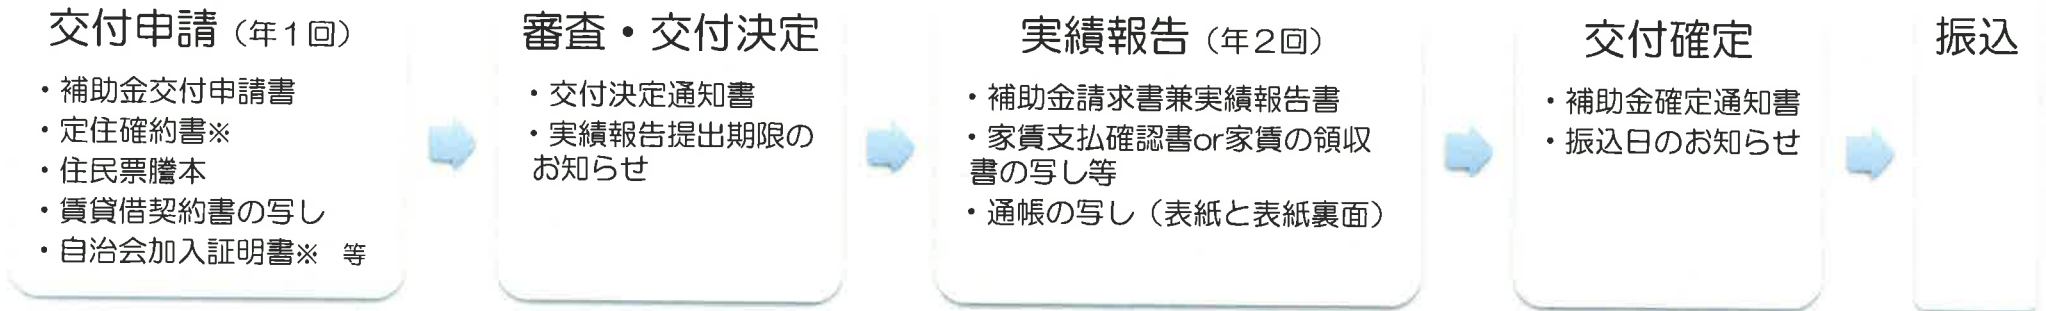 交付申請（年１回）
・補助金交付申請書
・定住確約書※
・住民票謄本
・賃貸借契約書の写し
・自治会加入証明書※ 等
審査・交付決定
・交付決定通知書
・実績報告提出期限の
お知らせ
実績報告（年２回）
・補助金請求書兼実績報告書
・家賃支払確認書or家賃の領収
書の写し等
・通帳の写し（表紙と表紙裏面）
交付確定
・補助金確定通知書
・振込日のお知らせ
振込